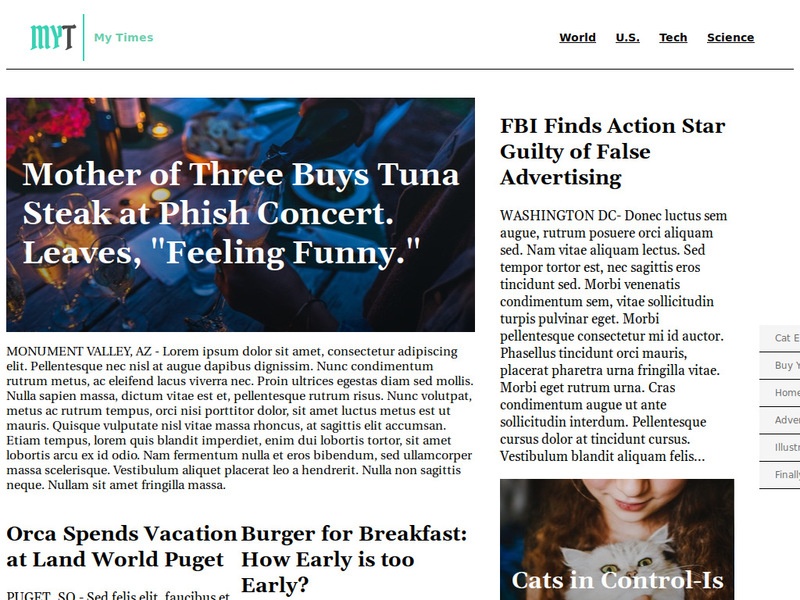 MYT
My Times
World U.S. Tech Science
Mother of Three Buys Tuna
Steak at Phish Concert.
Leaves, "Feeling Funny."
MONUMENT VALLEY, AZ - Lorem ipsum dolor sit amet, consectetur adipiscing
elit. Pellentesque nec nisl at augue dapibus dignissim. Nunc condimentum
rutrum metus, ac eleifend lacus viverra nec. Proin ultrices egestas diam sed mollis.
Nulla sapien massa, dictum vitae est et, pellentesque rutrum risus. Nunc volutpat,
metus ac rutrum tempus, orci nisi porttitor dolor, sit amet luctus metus est ut
mauris. Quisque vulputate nisl vitae massa rhoncus, at sagittis elit accumsan.
Etiam tempus, lorem quis blandit imperdiet, enim dui lobortis tortor, sit amet
lobortis arcu ex id odio. Nam fermentum nulla et eros bibendum, sed ullamcorper
massa scelerisque. Vestibulum aliquet placerat leo a hendrerit. Nulla non sagittis
neque. Nullam sit amet fringilla massa.
Orca Spends Vacation
at Land World Puget
PUGET, SO - Sed felis elit, faucibus et
Burger for Breakfast:
How Early is too
Early?
FBI Finds Action Star
Guilty of False
Advertising
WASHINGTON DC- Donec luctus sem
augue, rutrum posuere orci aliquam
sed. Nam vitae aliquam lectus. Sed
tempor tortor est, nec sagittis eros
tincidunt sed. Morbi venenatis
condimentum sem, vitae sollicitudin
turpis pulvinar eget. Morbi
pellentesque consectetur mi id auctor.
Phasellus tincidunt orci mauris,
placerat pharetra urna fringilla vitae.
Morbi eget rutrum urna. Cras
condimentum augue ut ante
sollicitudin interdum. Pellentesque
cursus dolor at tincidunt cursus.
Vestibulum blandit aliquam felis...
Cats in Control-Is
Cat E
Buy Y
Home
Adver
Illustr
Finally